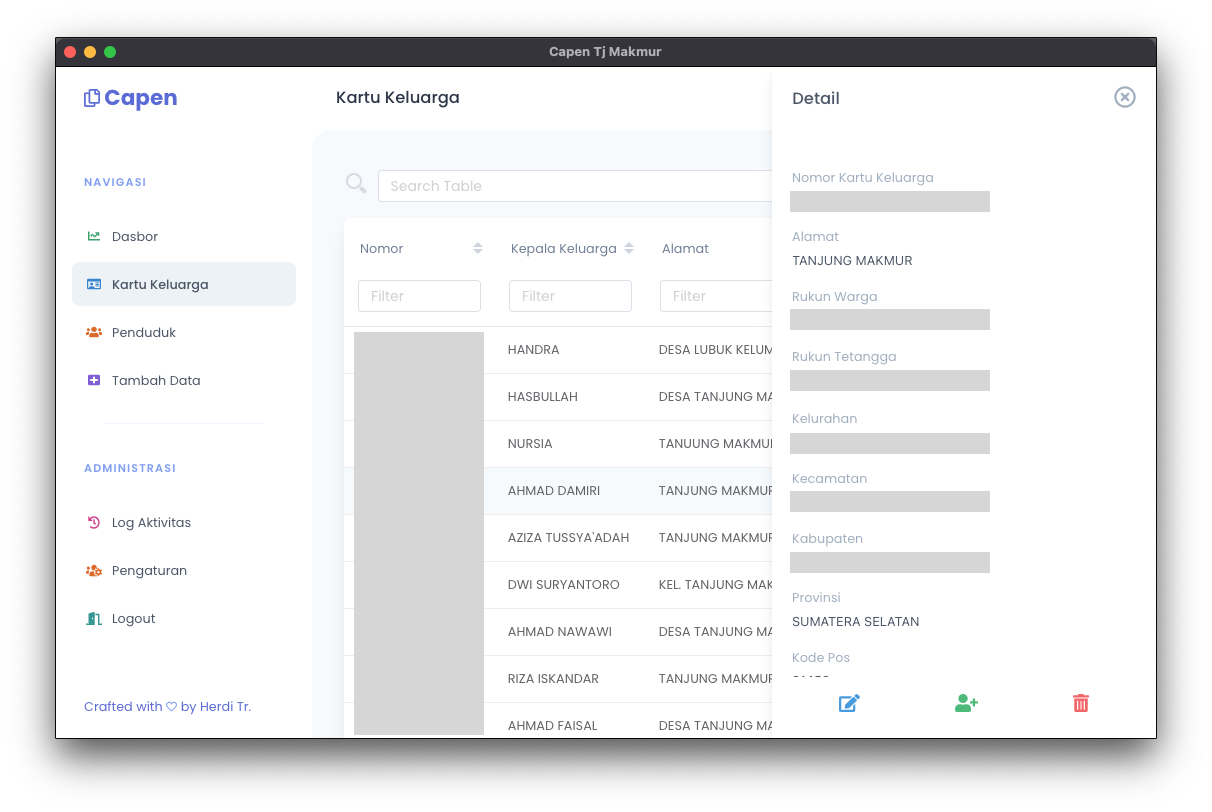 Capen Tj Makmur
Capen
NAVIGASI
Dasbor
Kartu Keluarga
Penduduk
Tambah Data
ADMINISTRASI
Log Aktivitas
Pengaturan
Logout
Crafted with ♡ by Herdi Tr.
Kartu Keluarga
Search Table
Nomor Kepala Keluarga Alamat
Filter Filter Filter
HANDRA DESA LUBUK KELUM
HASBULLAH DESA TANJUNG MA
NURSIA TANUUNG MAKMUR
AHMAD DAMIRI TANJUNG MAKMUR
AZIZA TUSSYA'ADAH TANJUNG MAKMUR
DWI SURYANTORO KEL. TANJUNG MAK
AHMAD NAWAWI DESA TANJUNG MA
RIZA ISKANDAR TANJUNG MAKMUR
AHMAD FAISAL DESA TANJUNG MA
Detail
Nomor Kartu Keluarga
Alamat
TANJUNG MAKMUR
Rukun Warga
Rukun Tetangga
Kelurahan
Kecamatan
Kabupaten
Provinsi
SUMATERA SELATAN
Kode Pos